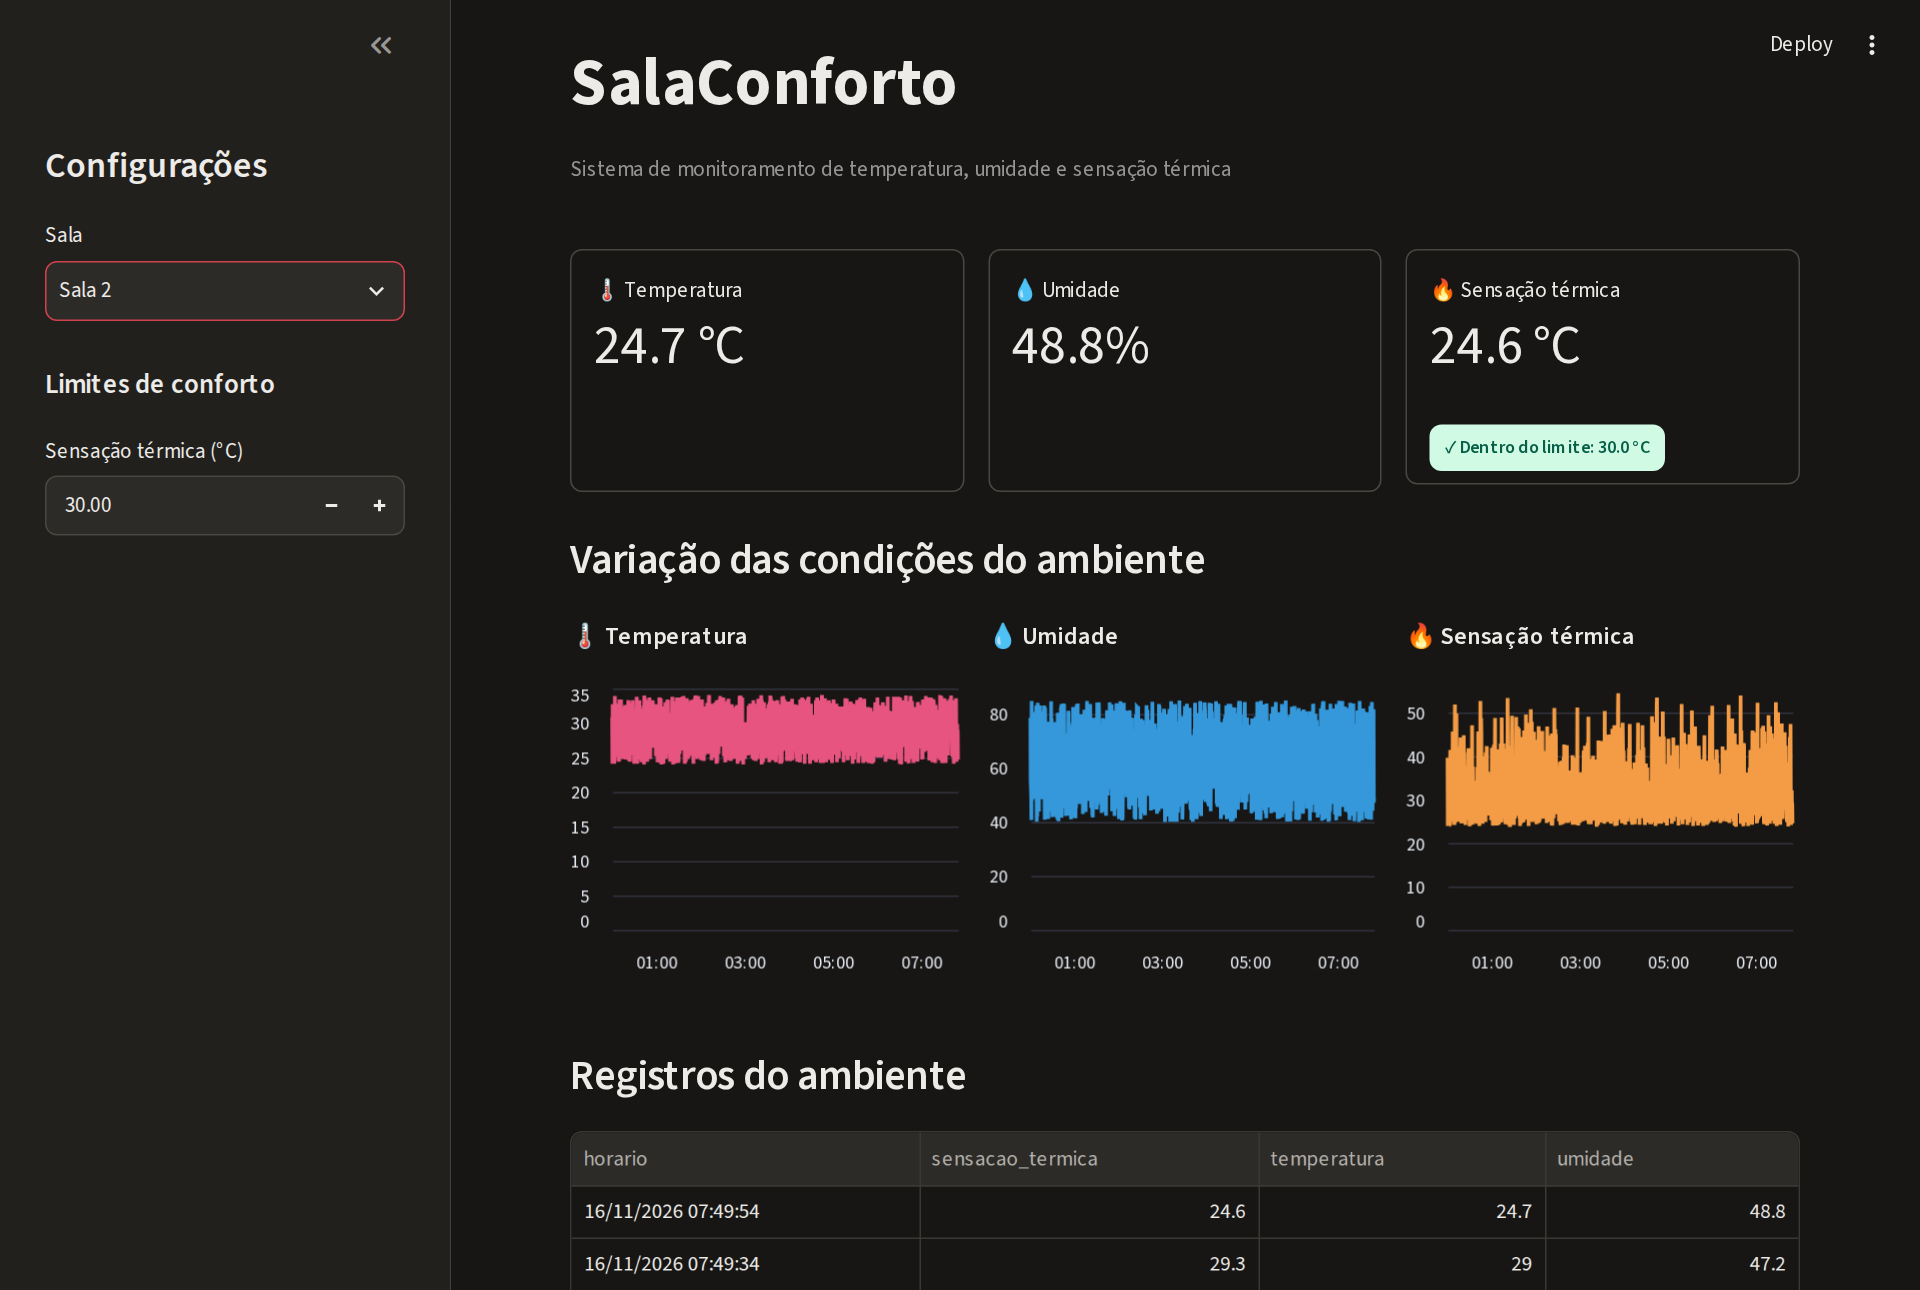 Deploy
Configurações
Sala
Sala 2
Limites de conforto
Sensação térmica (°C)
30.00
SalaConforto
Sistema de monitoramento de temperatura, umidade e sensação térmica
🌡️ Temperatura
24.7 °C
💧 Umidade
48.8%
🔥 Sensação térmica
24.6 °C
✓ Dentro do limite: 30.0 °C
Variação das condições do ambiente
🌡️ Temperatura
35
30
25
20
15
10
5
0
01:00 03:00 05:00 07:00
💧 Umidade
80
60
40
20
0
01:00 03:00 05:00 07:00
🔥 Sensação térmica
50
40
30
20
10
0
01:00 03:00 05:00 07:00
Registros do ambiente
horario sensacao_termica temperatura umidade
16/11/2026 07:49:54 24.6 24.7 48.8
16/11/2026 07:49:34 29.3 29 47.2